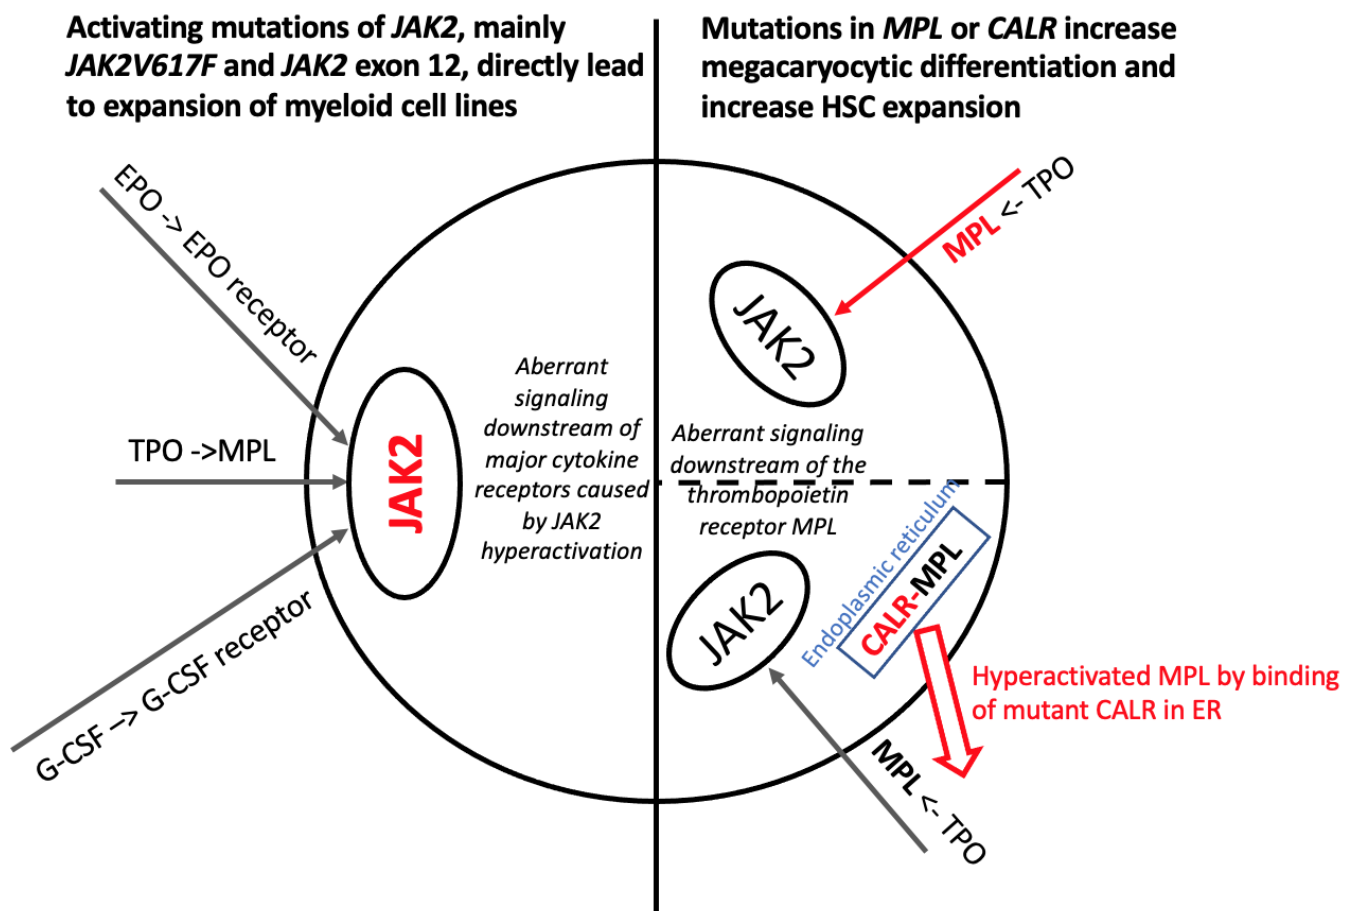 Activating mutations of JAK2, mainly
JAK2V617F and JAK2 exon 12, directly lead
to expansion of myeloid cell lines
Mutations in MPL or CALR increase
megacaryocytic differentiation and
increase HSC expansion
EPO -> EPO receptor
TPO ->MPL
G-CSF –> G-CSF receptor
JAK2
Aberrant
signaling
downstream of
major cytokine
receptors caused
by JAK2
hyperactivation
MPL <- TPO
JAK2
Aberrant signaling
downstream of the
thrombopoietin
receptor MPL
Endoplasmic reticulum
CALR-MPL
JAK2
Hyperactivated MPL by binding
of mutant CALR in ER
MPL <- TPO